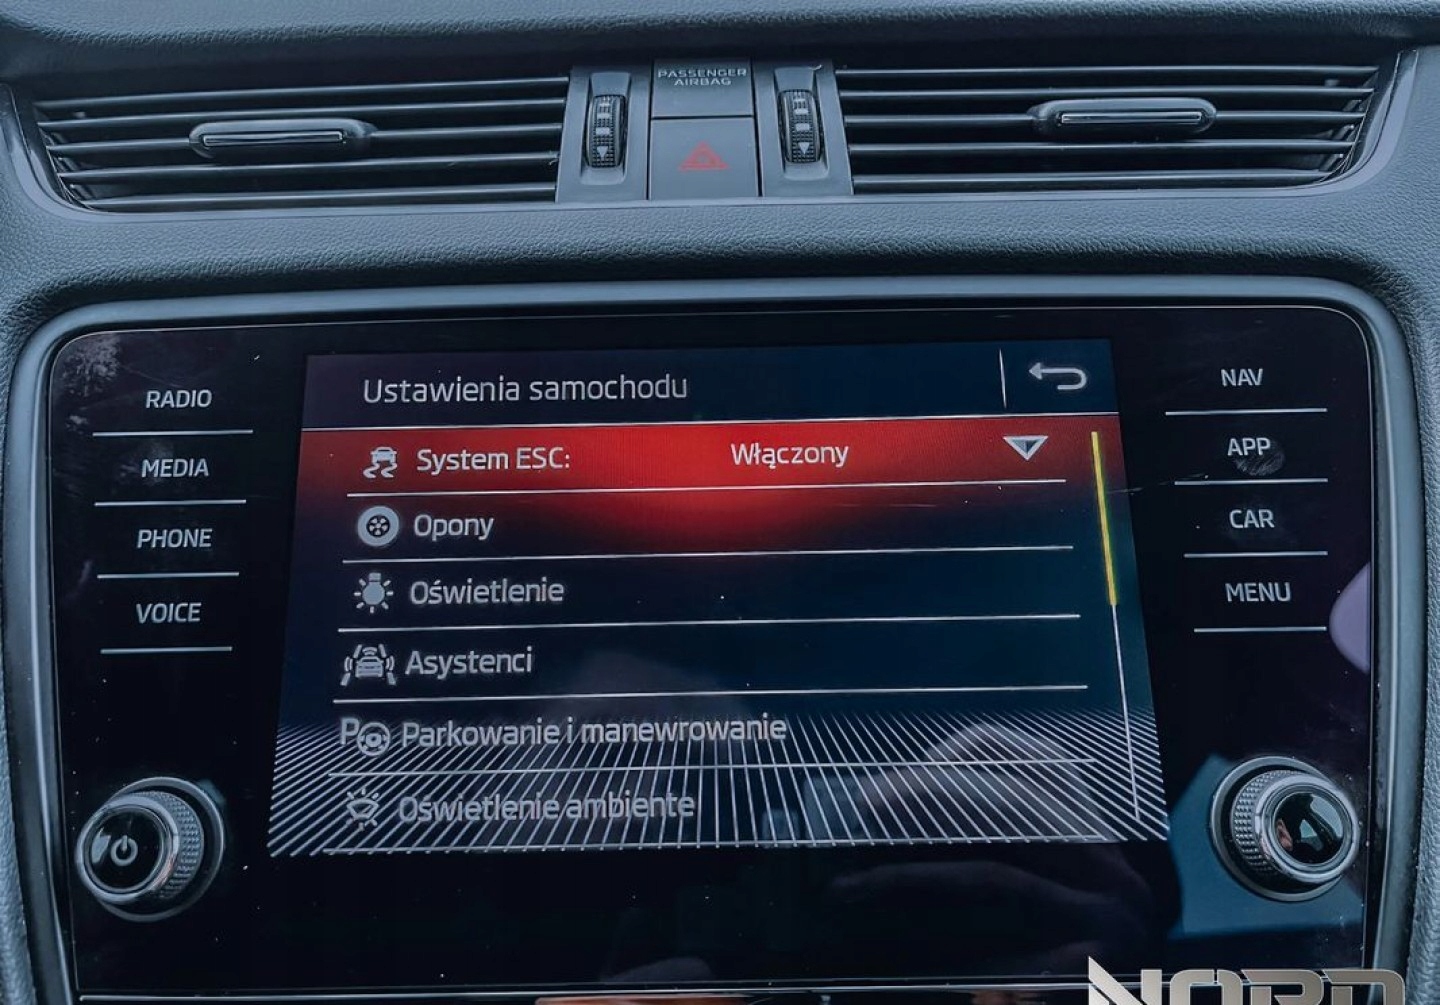 PASSENGER
AIRBAG
RADIO
MEDIA
PHONE
VOICE
Ustawienia samochodu
System ESC: Włączony
Opony
Oświetlenie
Asystenci
P Parkowanie i manewrowanie
Oświetlenie ambiente
NAV
APP
CAR
MENU
NORD